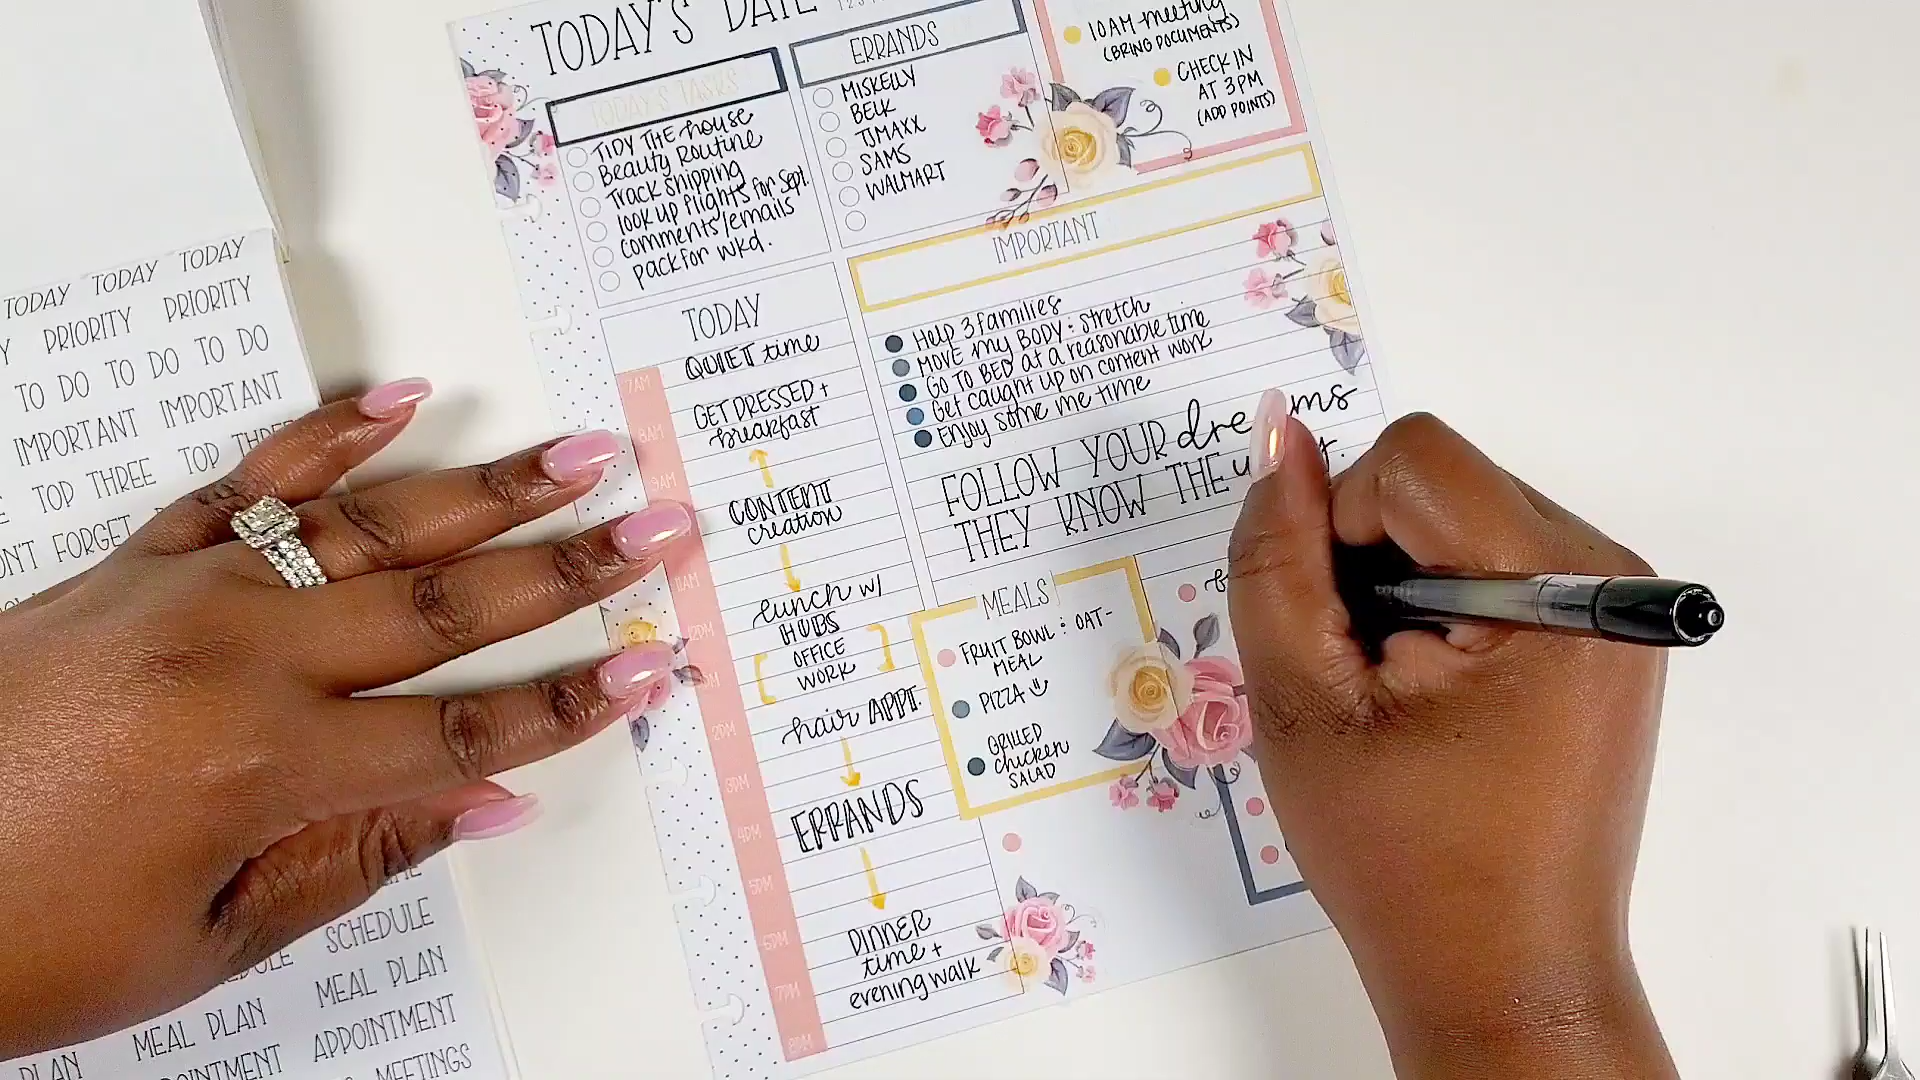 TODAY'S DATE
TODAY'S TASKS
TIDY THE house
Beauty Routine
Track shipping
look up flights for Sept.
comments/emails
pack for wkd.
ERRANDS
MISKELLY
BELK
TJMAXX
SAMS
WALMART
10AM meeting
(BRING DOCUMENTS)
CHECK IN
AT 3PM
(ADD POINTS)
IMPORTANT
Help 3 families
MOVE my BODY: stretch
GO TO BED at a reasonable time
Get caught up on content work
Enjoy some me time
FOLLOW YOUR
THEY KNOW THE
TODAY
QUIET time
7AM
GET DRESSED +
breakfast
8AM
9AM
CONTENT
creation
11AM
lunch w/
HUBS
12PM
OFFICE
WORK
hair APPT.
2PM
3PM
ERRANDS
4PM
5PM
DINNER
time +
evening walk
6PM
7PM
8PM
MEALS
FRUIT BOWL: OAT-
MEAL
PIZZA
GRILLED
chicken
SALAD
TODAY TODAY TODAY
PRIORITY PRIORITY
TO DO TO DO TO DO
IMPORTANT IMPORTANT
TOP THREE TOP THREE
FORGET
SCHEDULE
MEAL PLAN
MEAL PLAN
APPOINTMENT
MEETINGS